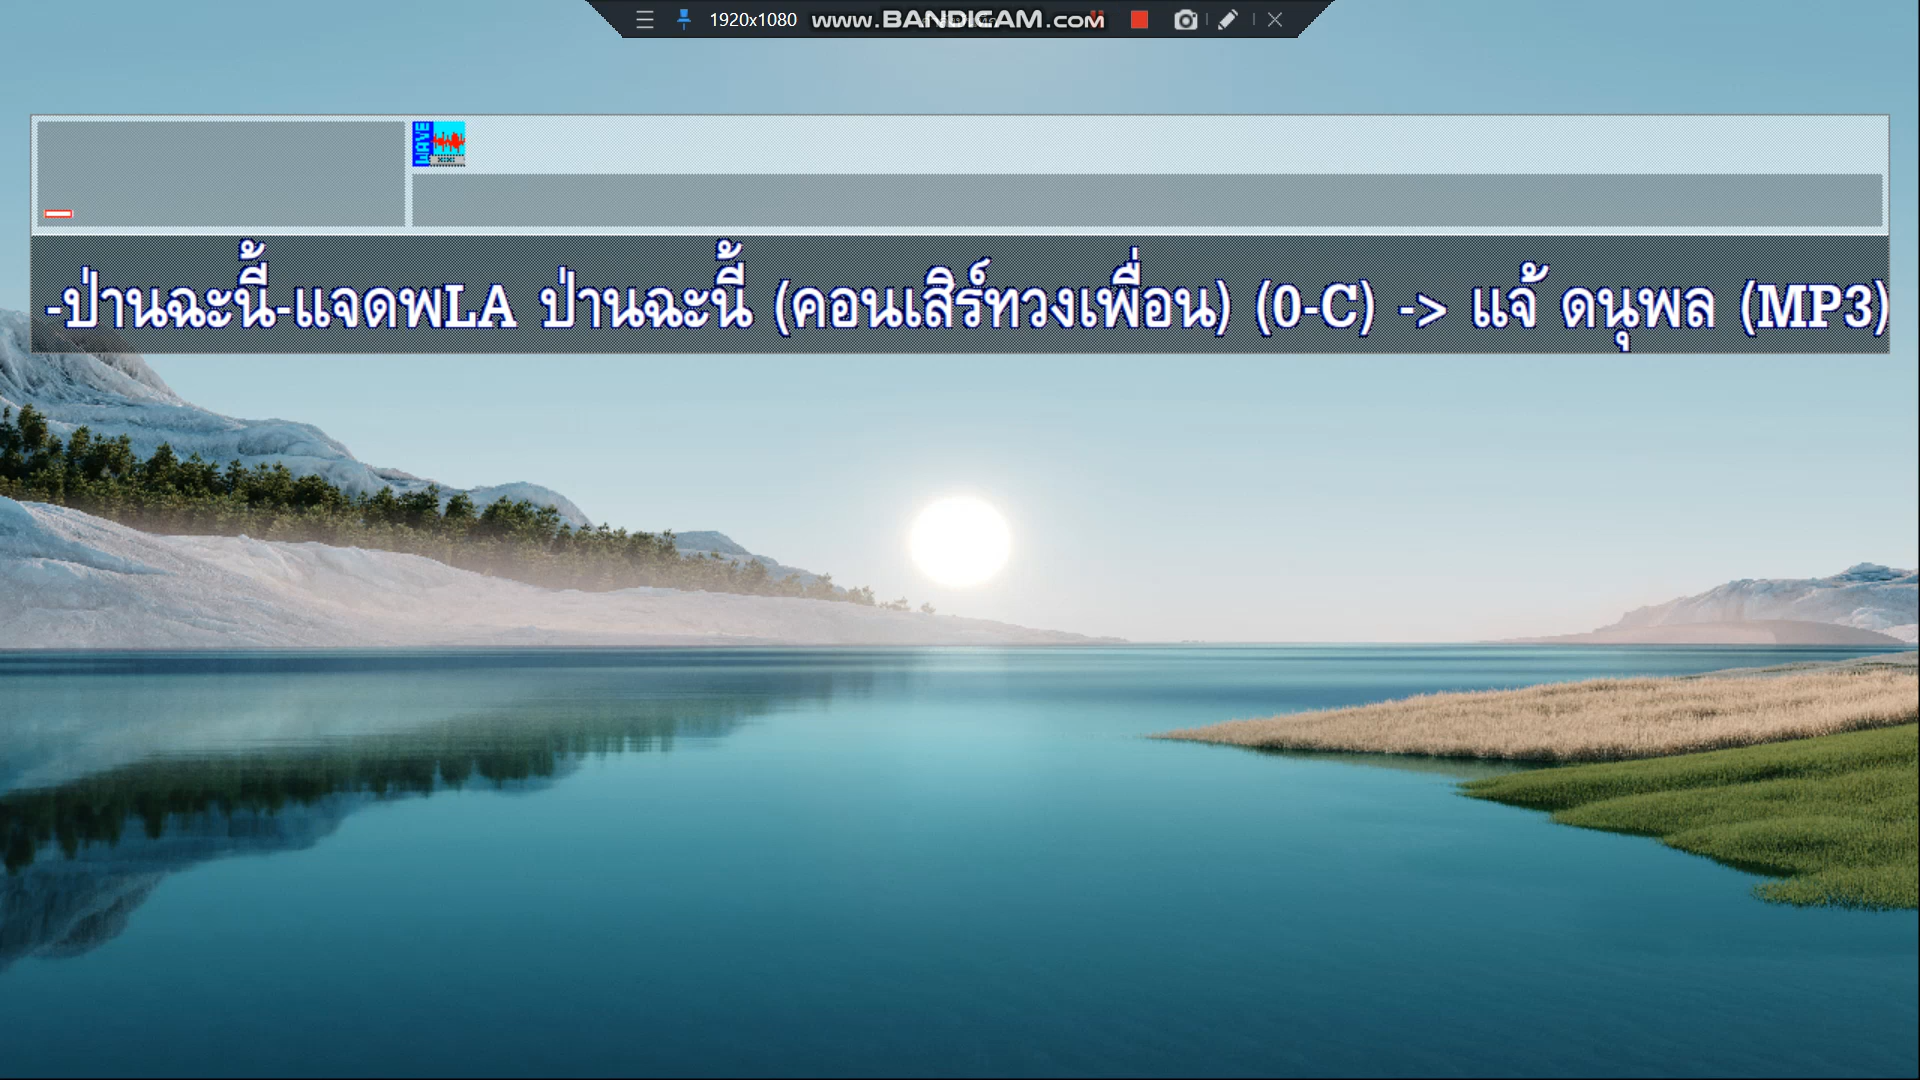 1920x1080 www.BANDICAM.com
WAVE
-ป่านฉะนี้-แจดพLA ป่านฉะนี้ (คอนเสิร์ทวงเพื่อน) (0-C) -> แจ้ ดนุพล (MP3)